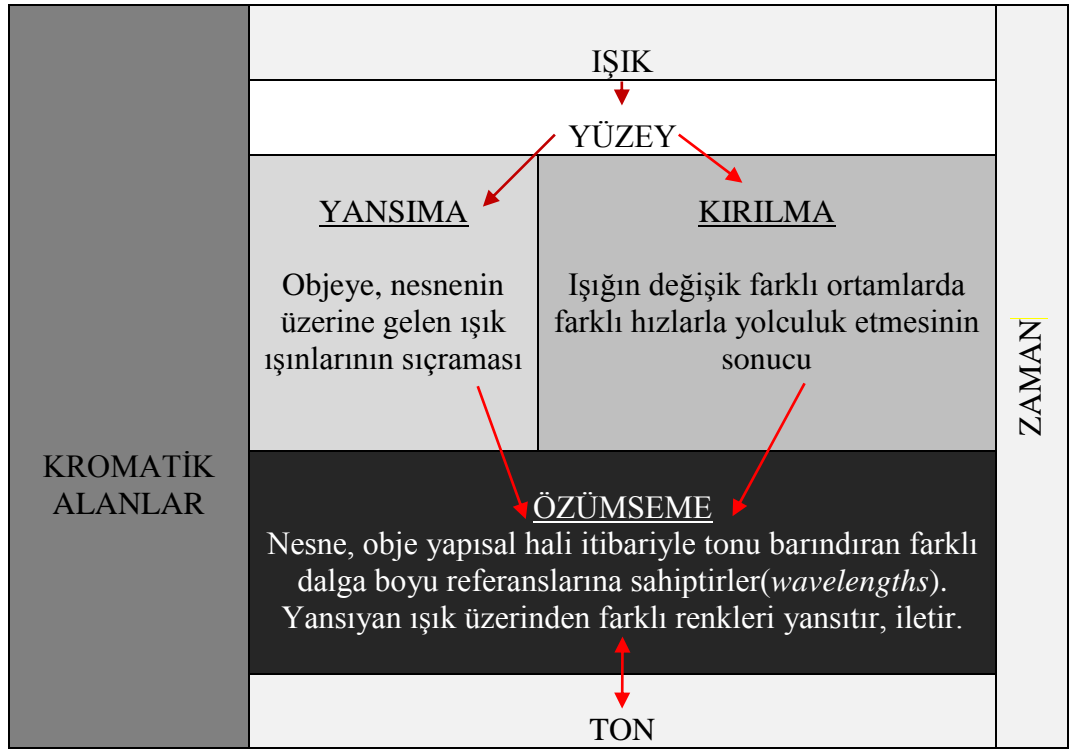 IŞIK
YÜZEY
YANSIMA
Objeye, nesnenin
üzerine gelen ışık
ışınlarının sıçraması
KIRILMA
Işığın değişik farklı ortamlarda
farklı hızlarla yolculuk etmesinin
sonucu
ZAMAN
KROMATİK
ALANLAR
ÖZÜMSEME
Nesne, obje yapısal hali itibariyle tonu barındıran farklı
dalga boyu referanslarına sahiptirler(wavelengths).
Yansıyan ışık üzerinden farklı renkleri yansıtır, iletir.
TON